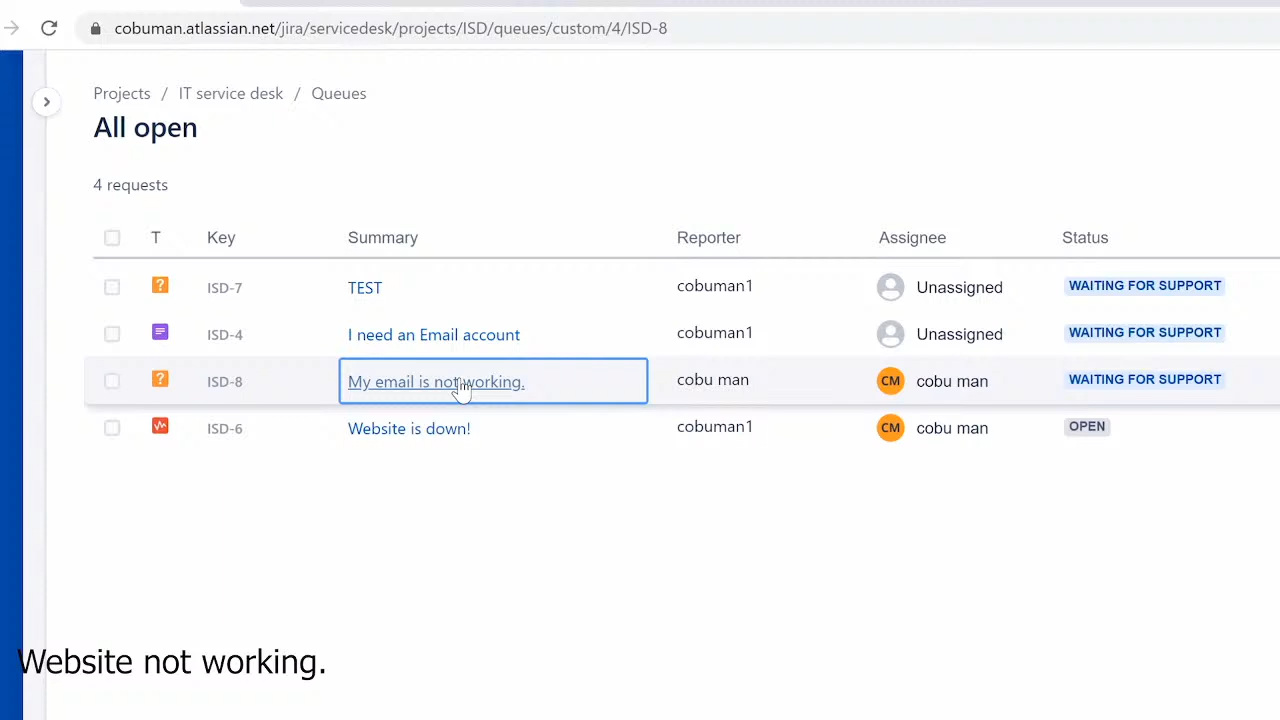 cobuman.atlassian.net/jira/servicedesk/projects/ISD/queues/custom/4/ISD-8
Projects / IT service desk / Queues
All open
4 requests
T Key Summary Reporter Assignee Status
? ISD-7 TEST cobuman1 Unassigned WAITING FOR SUPPORT
ISD-4 I need an Email account cobuman1 Unassigned WAITING FOR SUPPORT
? ISD-8 My email is not working. cobu man CM cobu man WAITING FOR SUPPORT
ISD-6 Website is down! cobuman1 CM cobu man OPEN
Website not working.